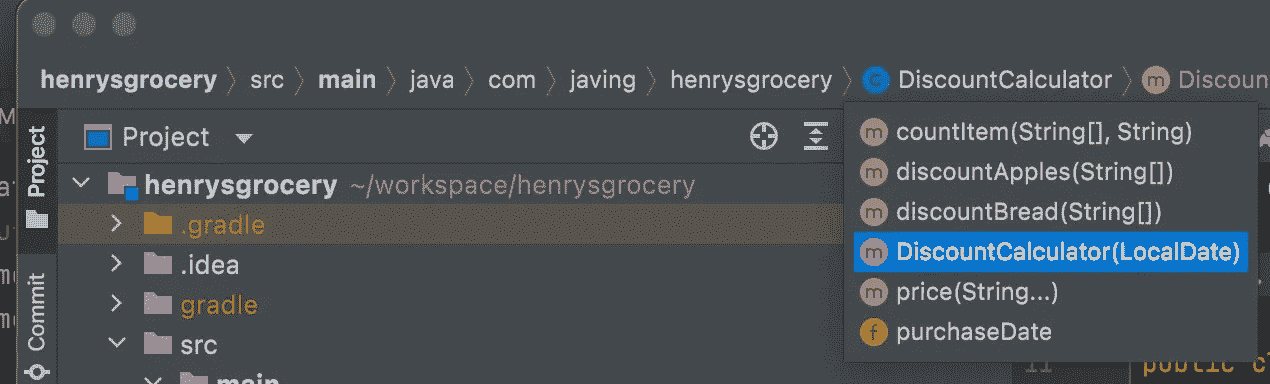 henrysgrocery 〉 src 〉 main 〉 java 〉 com 〉 javing 〉 henrysgrocery 〉 C DiscountCalculator 〉 m Discoun
Project
m countItem(String[], String)
Project
m discountApples(String[])
henrysgrocery ~/workspace/henrysgrocery
m discountBread(String[])
.gradle
m DiscountCalculator(LocalDate)
.idea
m price(String...)
gradle
f purchaseDate
Commit
src
11 public cl
main